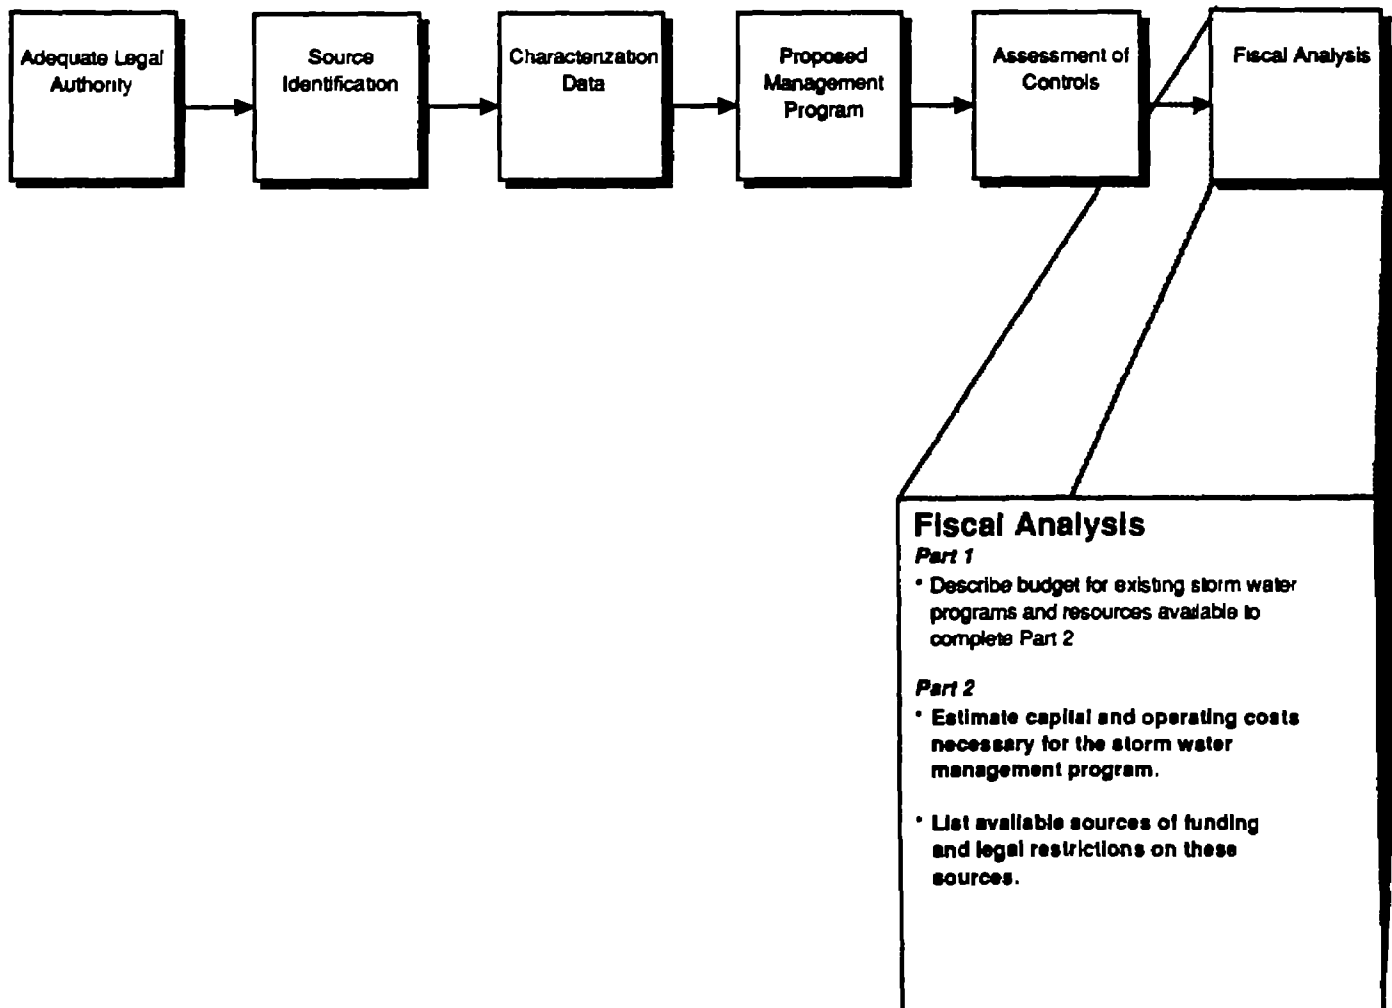 Adequate Legal
Authority
Source
Identification
Characterization
Data
Proposed
Management
Program
Assessment of
Controls
Fiscal Analysis
Fiscal Analysis
Part 1
• Describe budget for existing storm water
programs and resources available to
complete Part 2
Part 2
• Estimate capital and operating costs
necessary for the storm water
management program.
• List available sources of funding
and legal restrictions on these
sources.